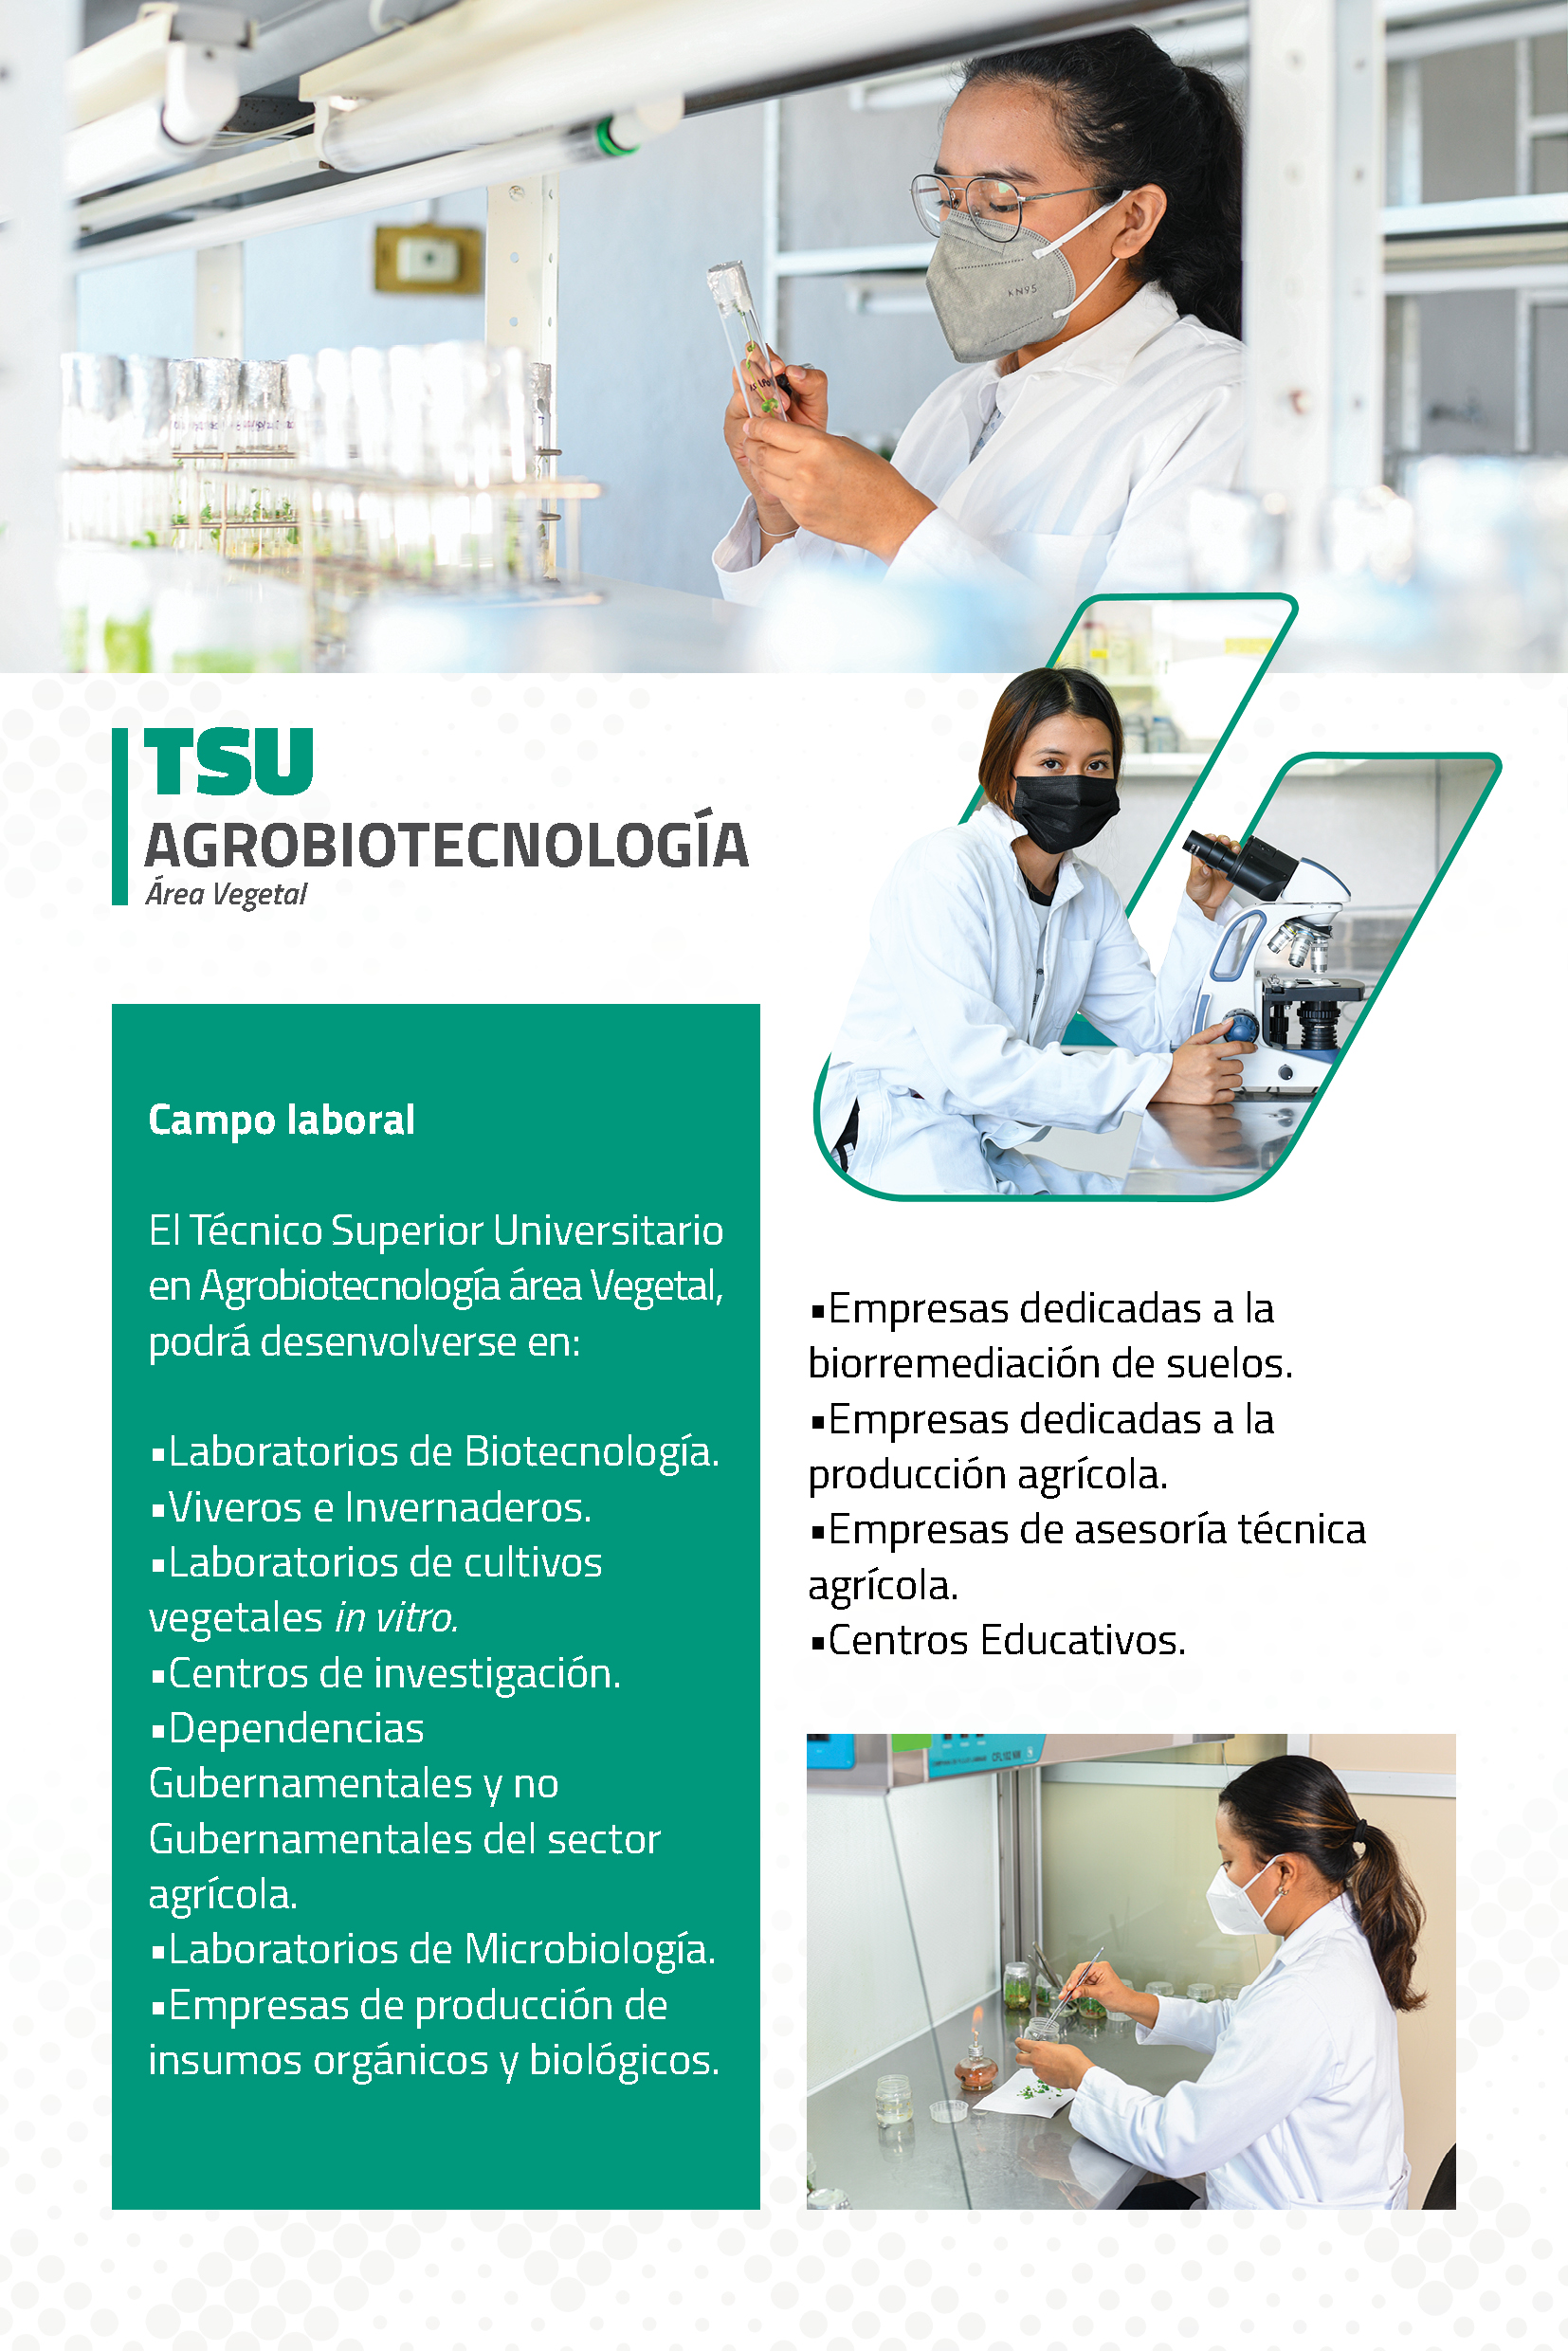 KN95
TSU
AGROBIOTECNOLOGÍA
Área Vegetal
Campo laboral
El Técnico Superior Universitario
en Agrobiotecnología área Vegetal,
podrá desenvolverse en:
▪Laboratorios de Biotecnología.
▪Viveros e Invernaderos.
▪Laboratorios de cultivos
vegetales in vitro.
▪Centros de investigación.
▪Dependencias
Gubernamentales y no
Gubernamentales del sector
agrícola.
▪Laboratorios de Microbiología.
▪Empresas de producción de
insumos orgánicos y biológicos.
▪Empresas dedicadas a la
biorremediación de suelos.
▪Empresas dedicadas a la
producción agrícola.
▪Empresas de asesoría técnica
agrícola.
▪Centros Educativos.